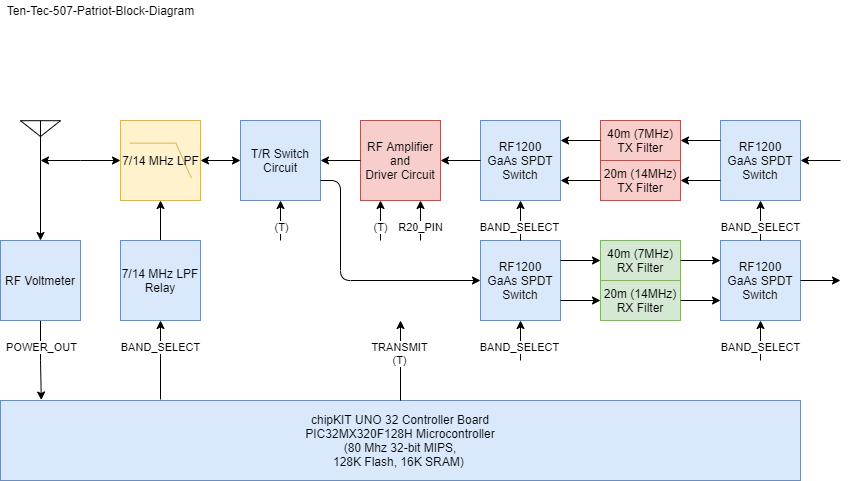 Ten-Tec-507-Patriot-Block-Diagram
7/14 MHz LPF
T/R Switch
Circuit
RF Amplifier
and
Driver Circuit
RF1200
GaAs SPDT
Switch
40m (7MHz)
TX Filter
20m (14MHz)
TX Filter
RF1200
GaAs SPDT
Switch
(T)
(T)
R20_PIN
BAND_SELECT
BAND_SELECT
RF Voltmeter
7/14 MHz LPF
Relay
RF1200
GaAs SPDT
Switch
40m (7MHz)
RX Filter
20m (14MHz)
RX Filter
RF1200
GaAs SPDT
Switch
POWER_OUT
BAND_SELECT
TRANSMIT
(T)
BAND_SELECT
BAND_SELECT
chipKIT UNO 32 Controller Board
PIC32MX320F128H Microcontroller
(80 Mhz 32-bit MIPS,
128K Flash, 16K SRAM)